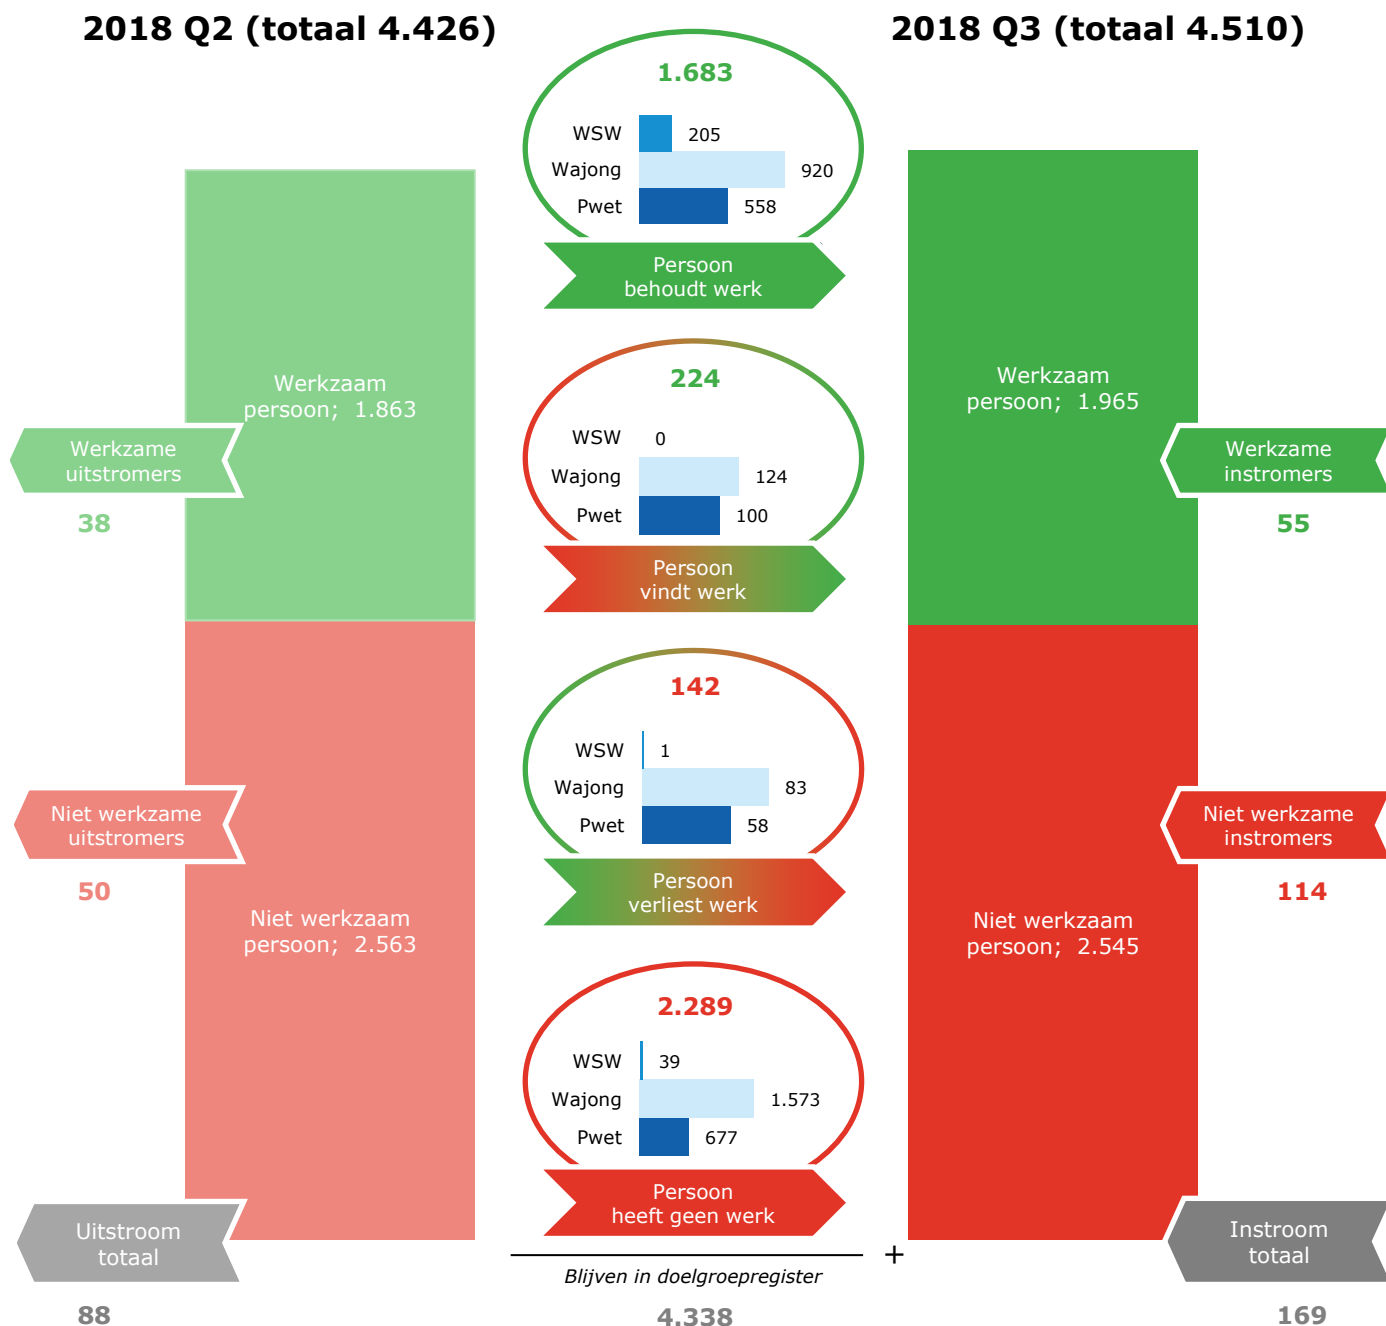 2018 Q2 (totaal 4.426)
2018 Q3 (totaal 4.510)
1.683
WSW 205
Wajong 920
Pwet 558
Persoon
behoudt werk
Werkzaam
persoon; 1.863
Werkzaam
persoon; 1.965
224
WSW 0
Wajong 124
Pwet 100
Persoon
vindt werk
Werkzame
uitstromers
38
Werkzame
instromers
55
142
WSW 1
Wajong 83
Pwet 58
Persoon
verliest werk
Niet werkzame
uitstromers
50
Niet werkzame
instromers
114
Niet werkzaam
persoon; 2.563
Niet werkzaam
persoon; 2.545
2.289
WSW 39
Wajong 1.573
Pwet 677
Persoon
heeft geen werk
Uitstroom
totaal
88
+
Blijven in doelgroepregister
4.338
Instroom
totaal
169